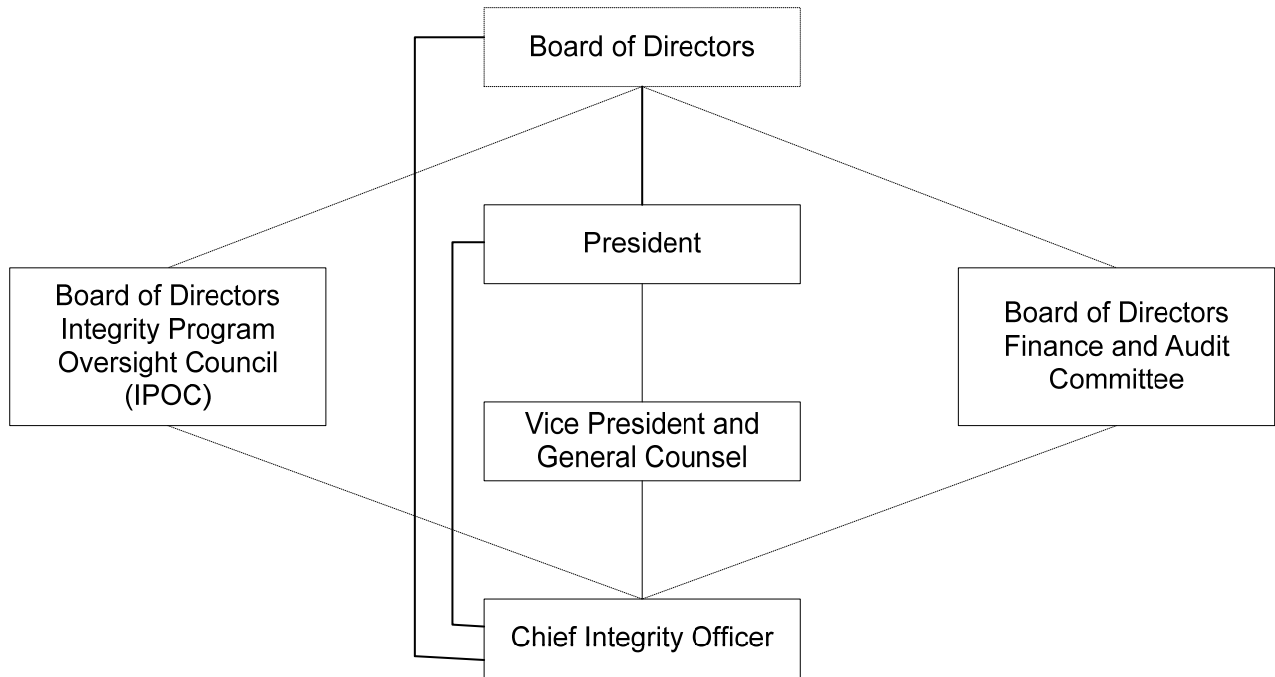 Board of Directors
President
Board of Directors
Integrity Program
Oversight Council
(IPOC)
Board of Directors
Finance and Audit
Committee
Vice President and
General Counsel
Chief Integrity Officer